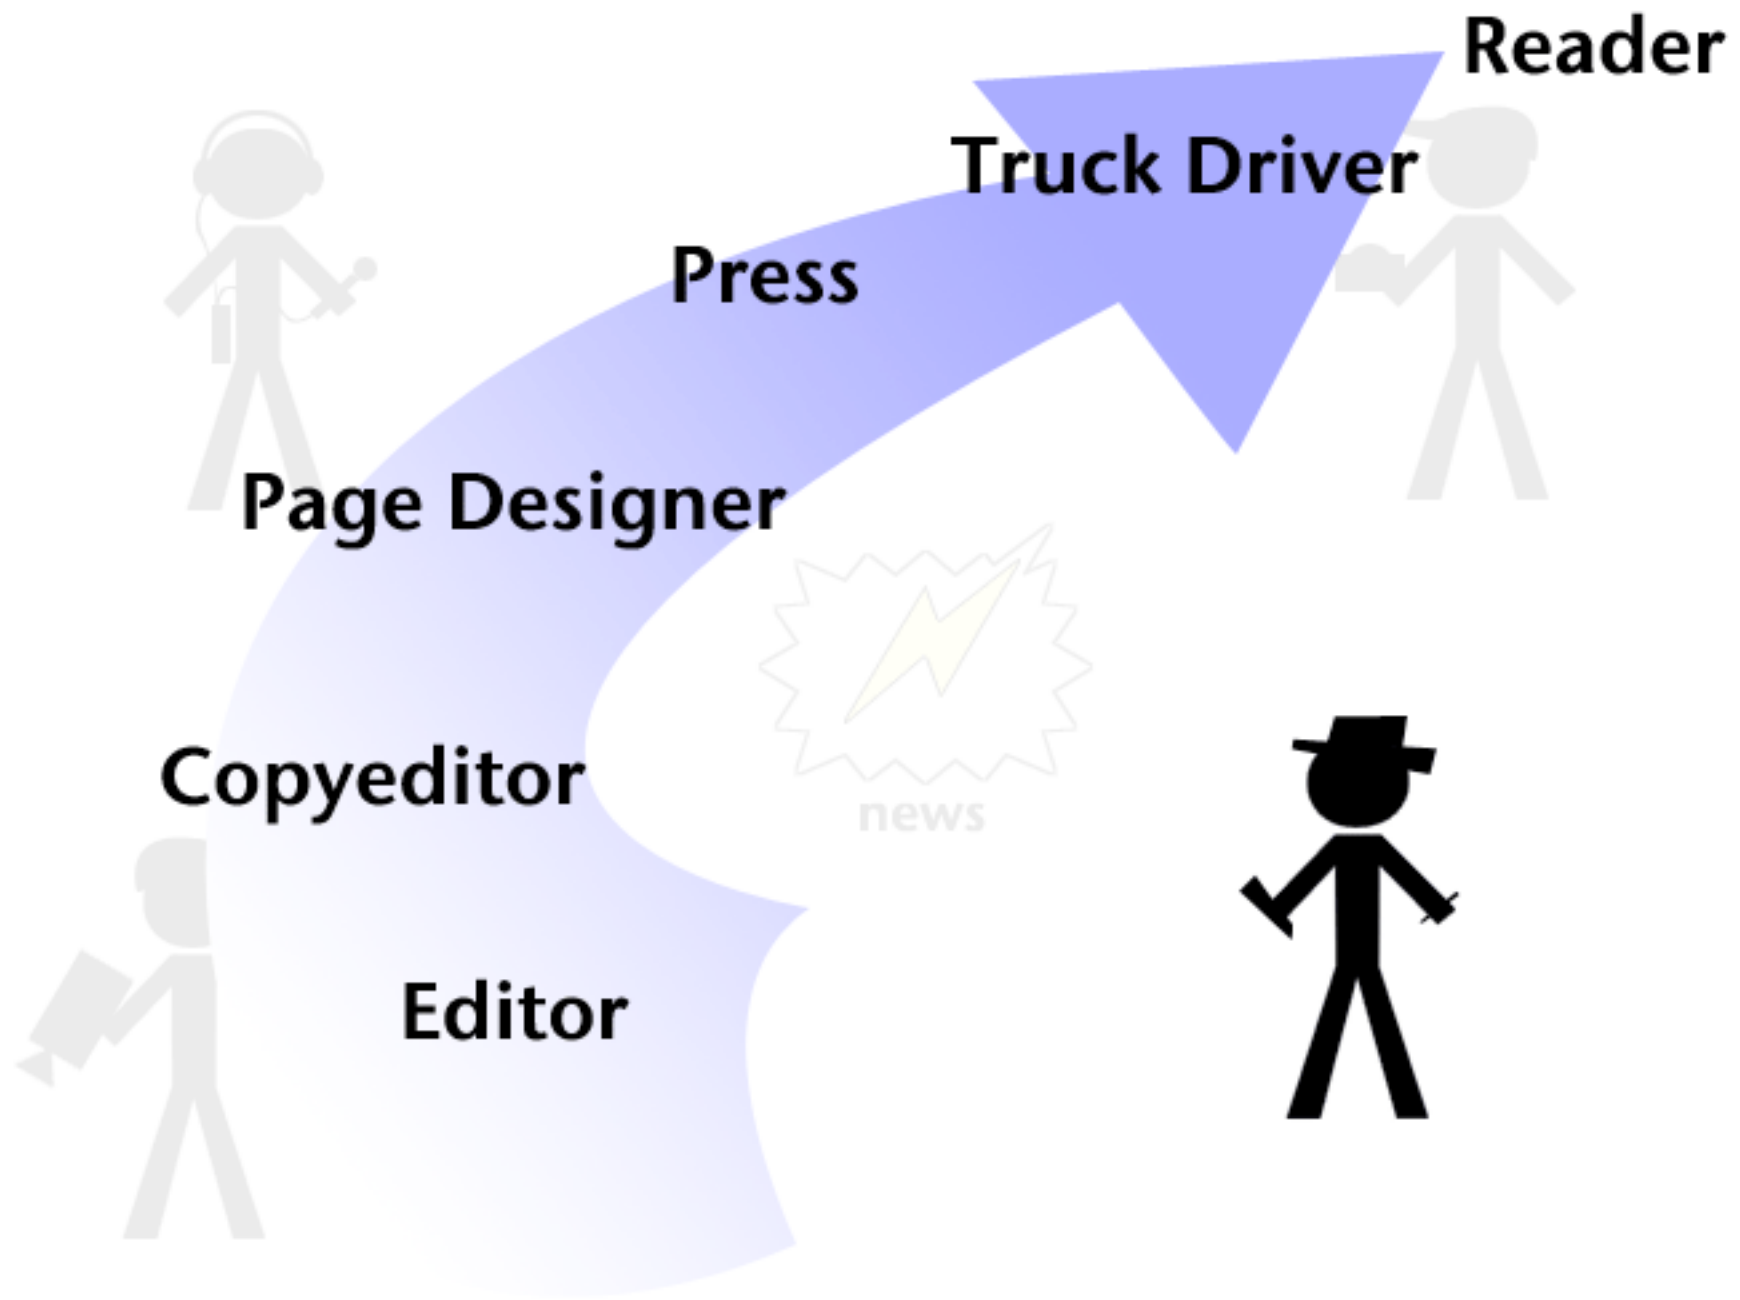 Reader
Truck Driver
Press
Page Designer
Copyeditor
news
Editor